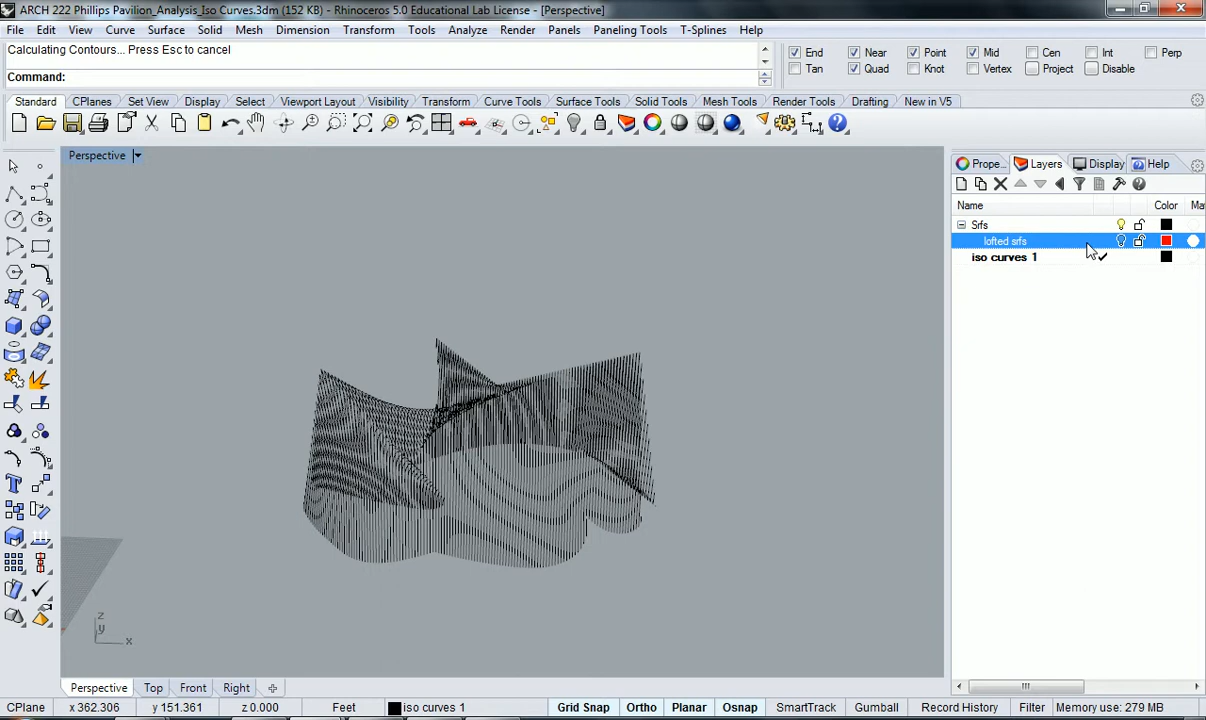 ARCH 222 Phillips Pavilion_Analysis_Iso Curves.3dm (152 KB) - Rhinoceros 5.0 Educational Lab License - [Perspective]
File Edit View Curve Surface Solid Mesh Dimension Transform Tools Analyze Render Panels Paneling Tools T-Splines Help
Calculating Contours... Press Esc to cancel
Command:
End Near Point Mid Cen Int Perp
Tan Quad Knot Vertex Project Disable
Standard CPlanes Set View Display Select Viewport Layout Visibility Transform Curve Tools Surface Tools Solid Tools Mesh Tools Render Tools Drafting New in V5
Perspective
Prope... Layers Display Help
Name Color Ma
Srfs
lofted srfs
iso curves 1
z
y
x
Perspective Top Front Right
CPlane x 362.306 y 151.361 z 0.000 Feet iso curves 1 Grid Snap Ortho Planar Osnap SmartTrack Gumball Record History Filter Memory use: 279 MB